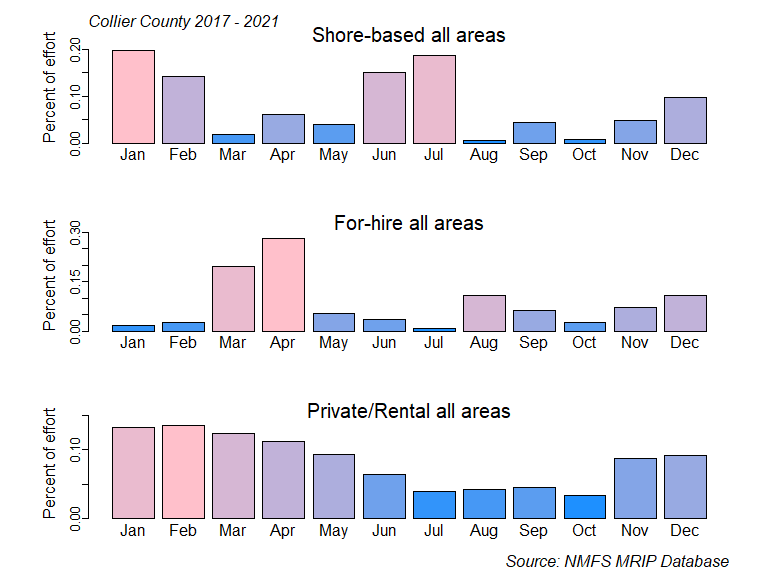 Collier County 2017 - 2021
Shore-based all areas
Percent of effort
0.00 0.10 0.20
Jan Feb Mar Apr May Jun Jul Aug Sep Oct Nov Dec
For-hire all areas
Percent of effort
0.00 0.15 0.30
Jan Feb Mar Apr May Jun Jul Aug Sep Oct Nov Dec
Private/Rental all areas
Percent of effort
0.00 0.10
Jan Feb Mar Apr May Jun Jul Aug Sep Oct Nov Dec
Source: NMFS MRIP Database